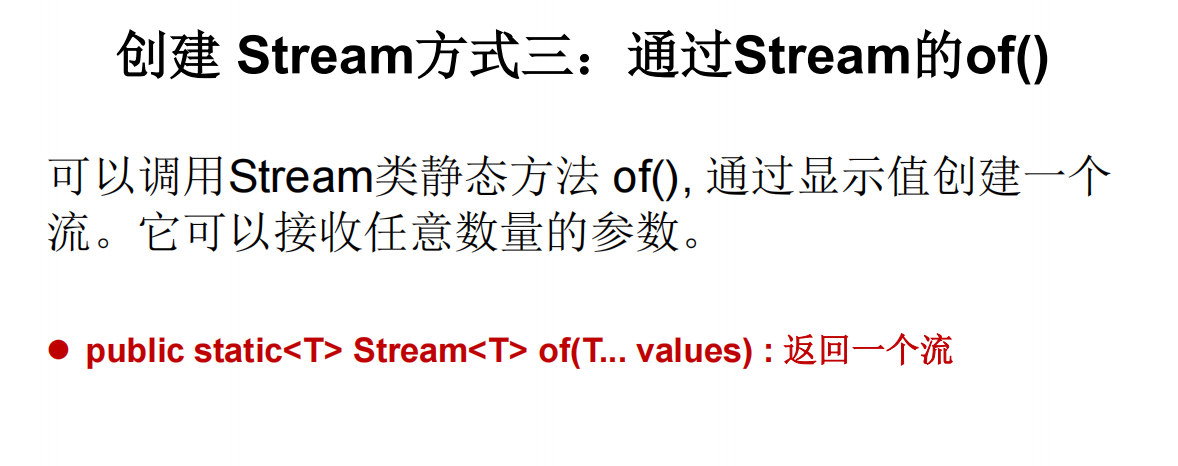 创建 Stream方式三：通过Stream的of()
可以调用Stream类静态方法 of(), 通过显示值创建一个
流。它可以接收任意数量的参数。
● public static<T> Stream<T> of(T... values) : 返回一个流